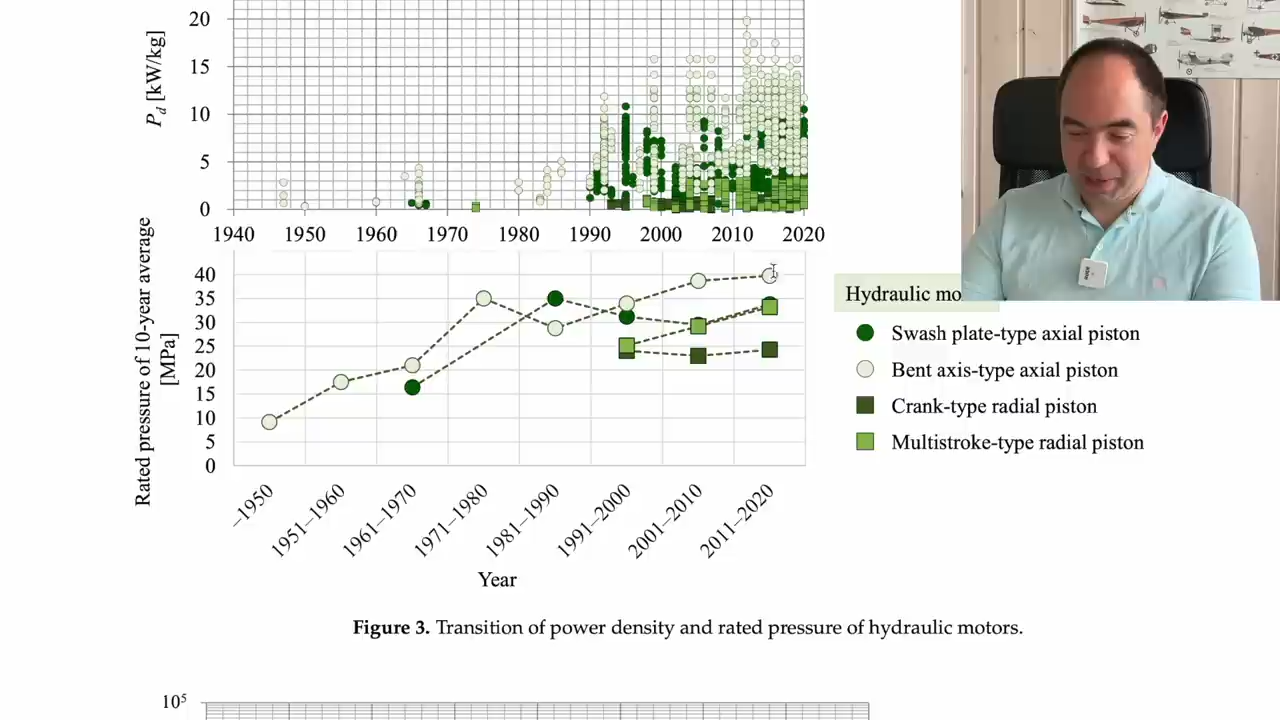 20
15
10
5
0
P_d [kW/kg]
1940 1950 1960 1970 1980 1990 2000 2010 2020
Rated pressure of 10-year average
[MPa]
40
35
30
25
20
15
10
5
0
–1950
1951–1960
1961–1970
1971–1980
1981–1990
1991–2000
2001–2010
2011–2020
Year
Hydraulic mo
Swash plate-type axial piston
Bent axis-type axial piston
Crank-type radial piston
Multistroke-type radial piston
Figure 3. Transition of power density and rated pressure of hydraulic motors.
10⁵